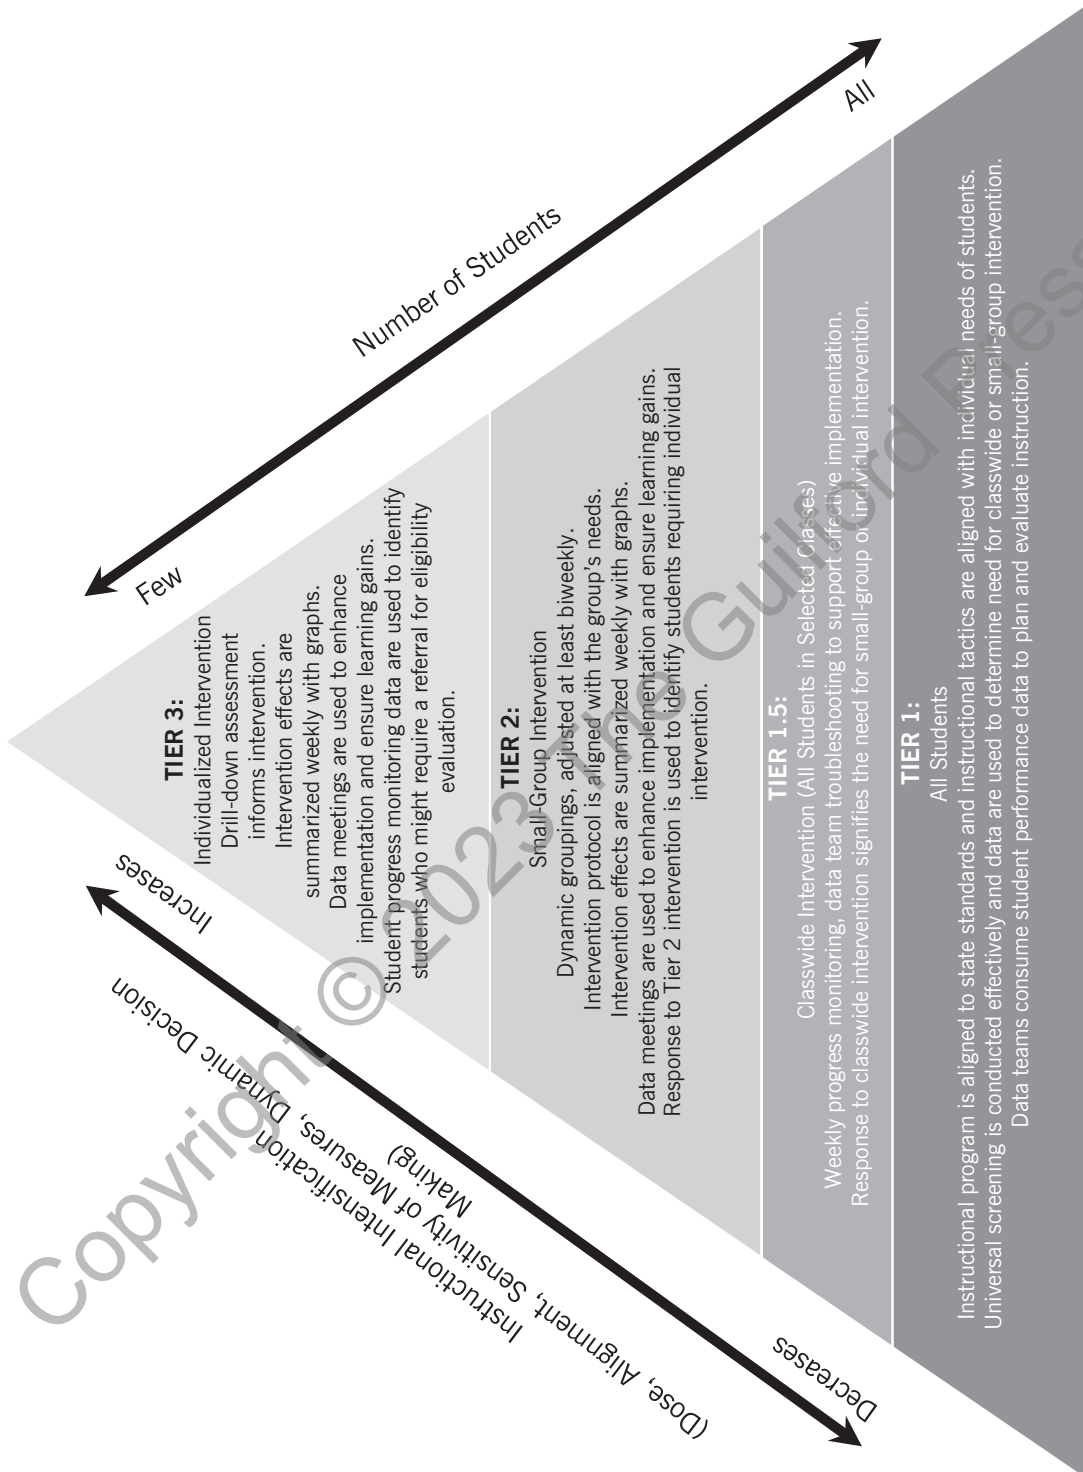 Few
Number of Students
All
Increases
Instructional Intensification
(Dose, Alignment, Sensitivity of Measures, Dynamic Decision
Making)
Decreases
TIER 3:
Individualized Intervention
Drill-down assessment
informs intervention.
Intervention effects are
summarized weekly with graphs.
Data meetings are used to enhance
implementation and ensure learning gains.
Student progress monitoring data are used to identify
students who might require a referral for eligibility
evaluation.
TIER 2:
Small-Group Intervention
Dynamic groupings, adjusted at least biweekly.
Intervention protocol is aligned with the group's needs.
Intervention effects are summarized weekly with graphs.
Data meetings are used to enhance implementation and ensure learning gains.
Response to Tier 2 intervention is used to identify students requiring individual
intervention.
TIER 1.5:
Classwide Intervention (All Students in Selected Classes)
Weekly progress monitoring, data team troubleshooting to support effective implementation.
Response to classwide intervention signifies the need for small-group or individual intervention.
TIER 1:
All Students
Instructional program is aligned to state standards and instructional tactics are aligned with individual needs of students.
Universal screening is conducted effectively and data are used to determine need for classwide or small-group intervention.
Data teams consume student performance data to plan and evaluate instruction.
Copyright © 2023 The Guilford Press